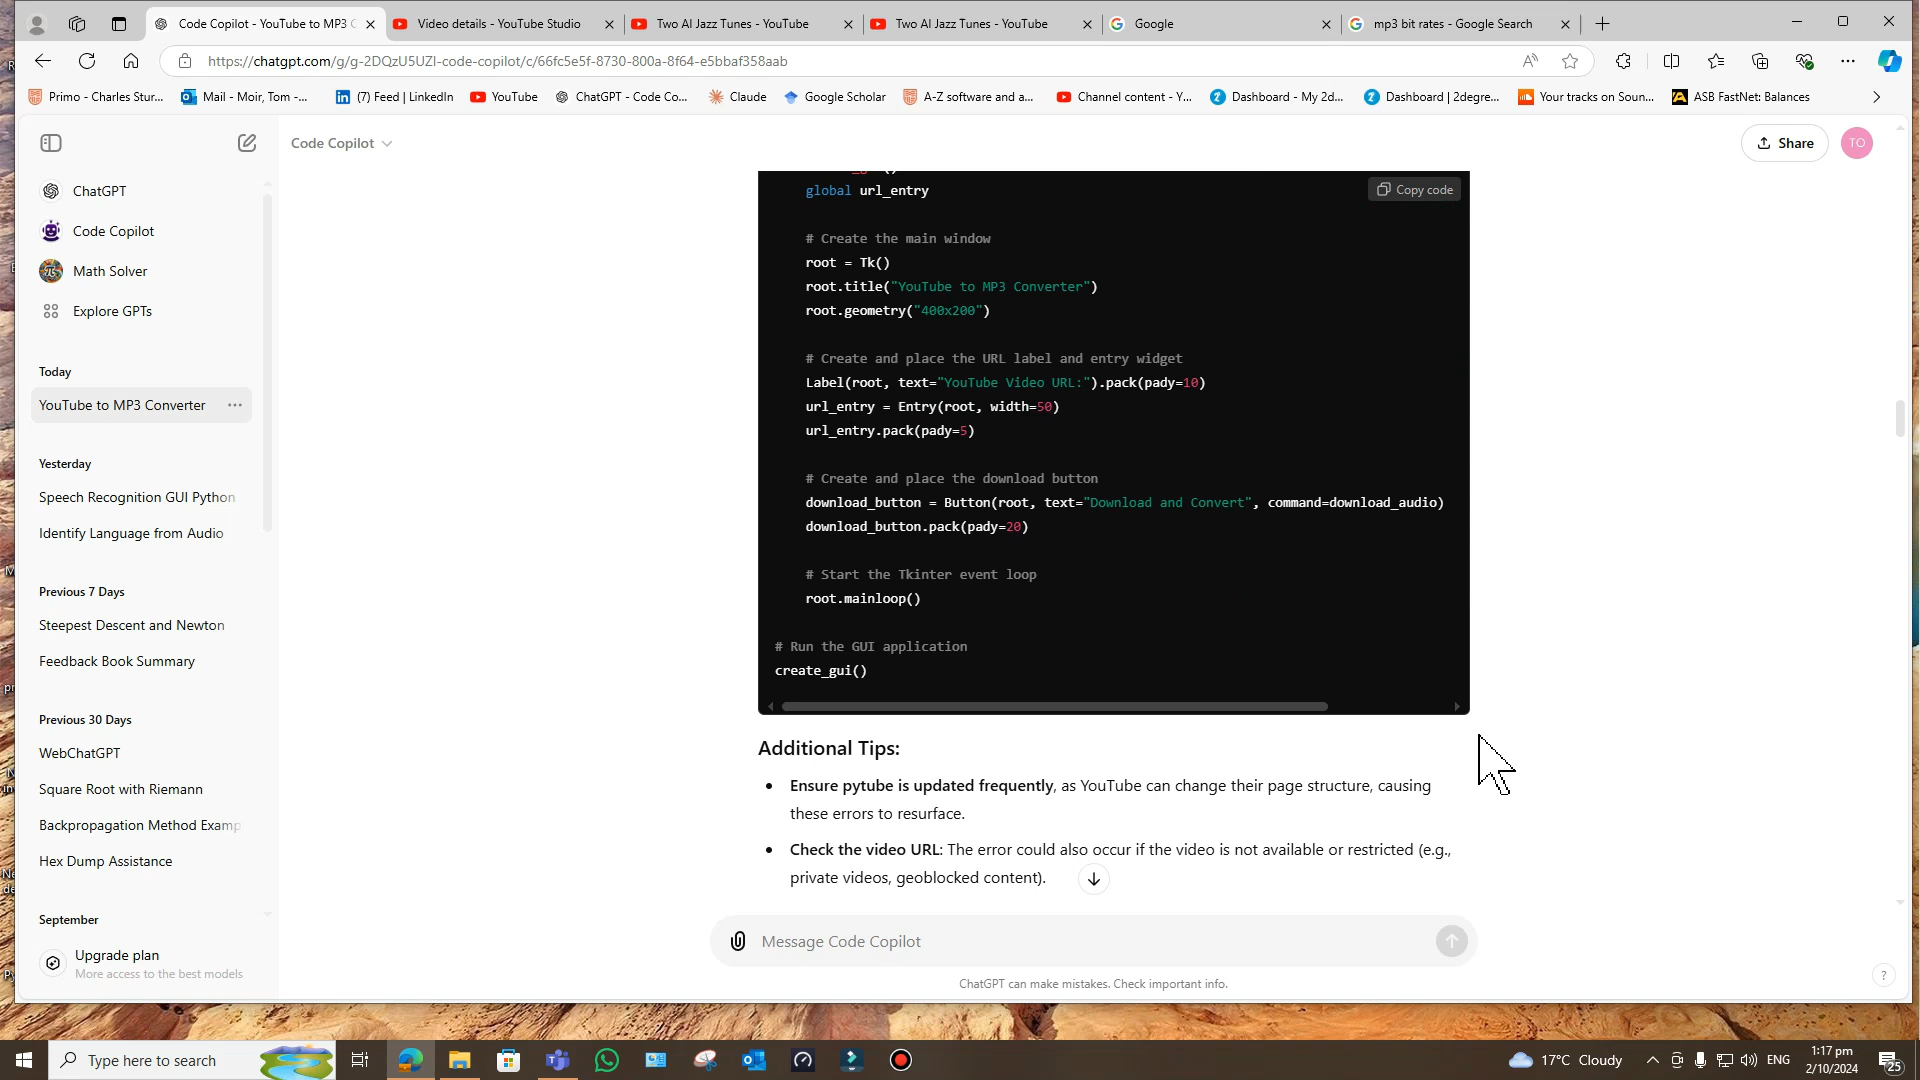 Code Copilot - YouTube to MP3 C
Video details - YouTube Studio
Two AI Jazz Tunes - YouTube
Two AI Jazz Tunes - YouTube
Google
mp3 bit rates - Google Search
https://chatgpt.com/g/g-2DQzU5UZl-code-copilot/c/66fc5e5f-8730-800a-8f64-e5bbaf358aab
Primo - Charles Stur...
Mail - Moir, Tom -...
(7) Feed | LinkedIn
YouTube
ChatGPT - Code Co...
Claude
Google Scholar
A-Z software and a...
Channel content - Y...
Dashboard - My 2d...
Dashboard | 2degre...
Your tracks on Soun...
ASB FastNet: Balances
Code Copilot
Share
TO
ChatGPT
Code Copilot
Math Solver
Explore GPTs
Today
YouTube to MP3 Converter
Yesterday
Speech Recognition GUI Python
Identify Language from Audio
Previous 7 Days
Steepest Descent and Newton
Feedback Book Summary
Previous 30 Days
WebChatGPT
Square Root with Riemann
Backpropagation Method Examp
Hex Dump Assistance
September
Upgrade plan
More access to the best models
Copy code
global url_entry
# Create the main window
root = Tk()
root.title("YouTube to MP3 Converter")
root.geometry("400x200")
# Create and place the URL label and entry widget
Label(root, text="YouTube Video URL:").pack(pady=10)
url_entry = Entry(root, width=50)
url_entry.pack(pady=5)
# Create and place the download button
download_button = Button(root, text="Download and Convert", command=download_audio)
download_button.pack(pady=20)
# Start the Tkinter event loop
root.mainloop()
# Run the GUI application
create_gui()
Additional Tips:
Ensure pytube is updated frequently, as YouTube can change their page structure, causing
these errors to resurface.
Check the video URL: The error could also occur if the video is not available or restricted (e.g.,
private videos, geoblocked content).
Message Code Copilot
ChatGPT can make mistakes. Check important info.
?
Type here to search
17°C Cloudy
ENG
1:17 pm
2/10/2024
25